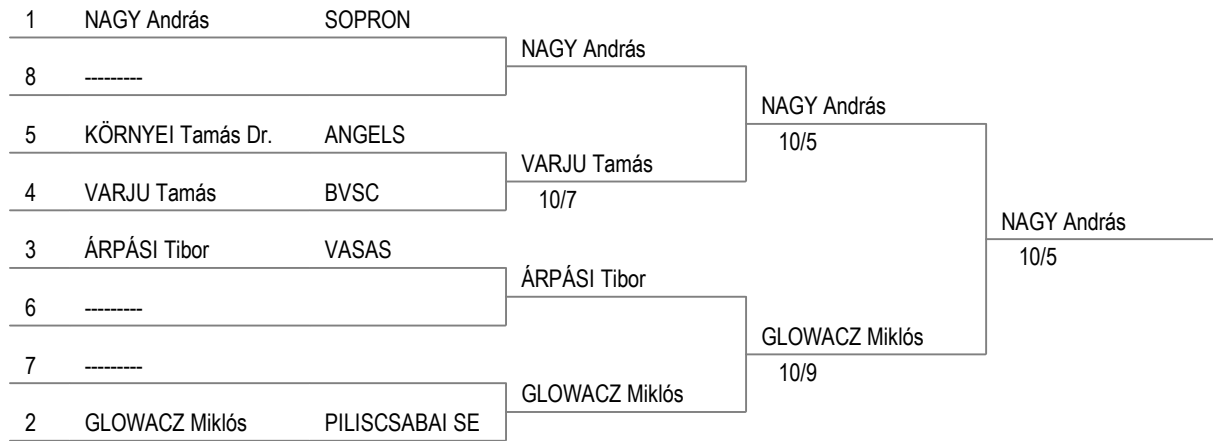 1 NAGY András SOPRON
NAGY András
8 ---------
NAGY András
5 KÖRNYEI Tamás Dr. ANGELS
10/5
VARJU Tamás
4 VARJU Tamás BVSC
10/7
NAGY András
3 ÁRPÁSI Tibor VASAS
10/5
ÁRPÁSI Tibor
6 ---------
GLOWACZ Miklós
7 ---------
10/9
GLOWACZ Miklós
2 GLOWACZ Miklós PILISCSABAI SE